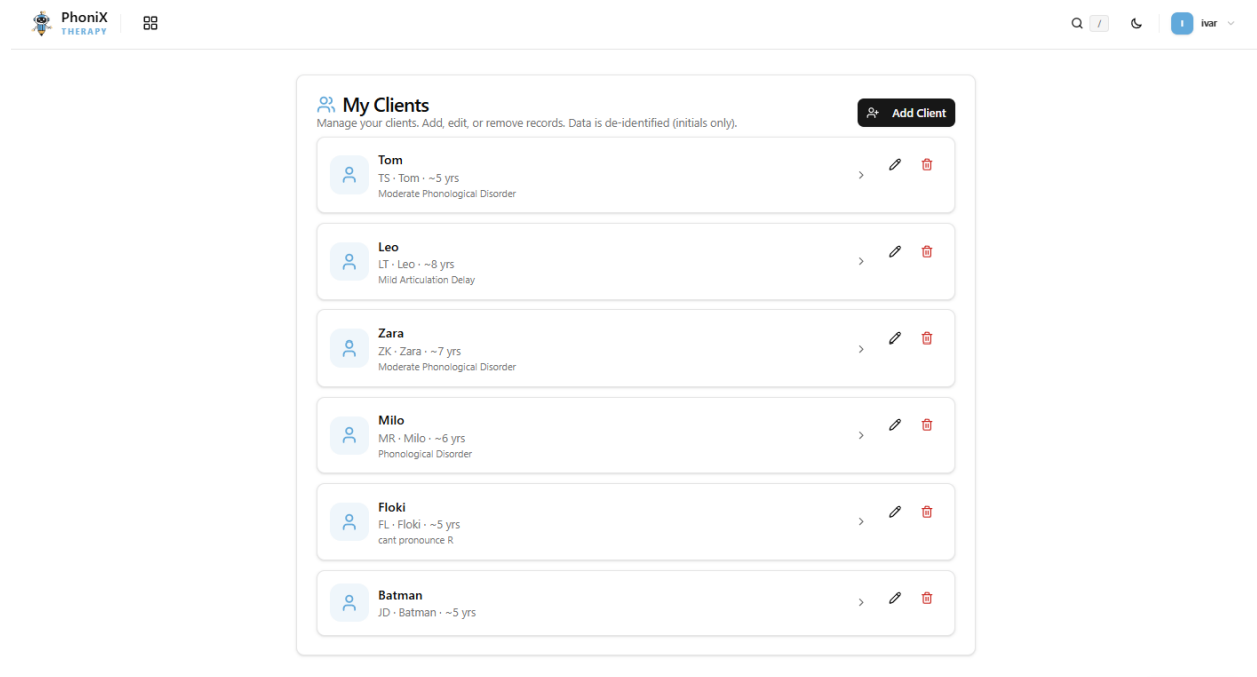 PhoniX
THERAPY
/
I
ivar
My Clients
Manage your clients. Add, edit, or remove records. Data is de-identified (initials only).
Add Client
Tom
TS · Tom · ~5 yrs
Moderate Phonological Disorder
Leo
LT · Leo · ~8 yrs
Mild Articulation Delay
Zara
ZK · Zara · ~7 yrs
Moderate Phonological Disorder
Milo
MR · Milo · ~6 yrs
Phonological Disorder
Floki
FL · Floki · ~5 yrs
cant pronounce R
Batman
JD · Batman · ~5 yrs